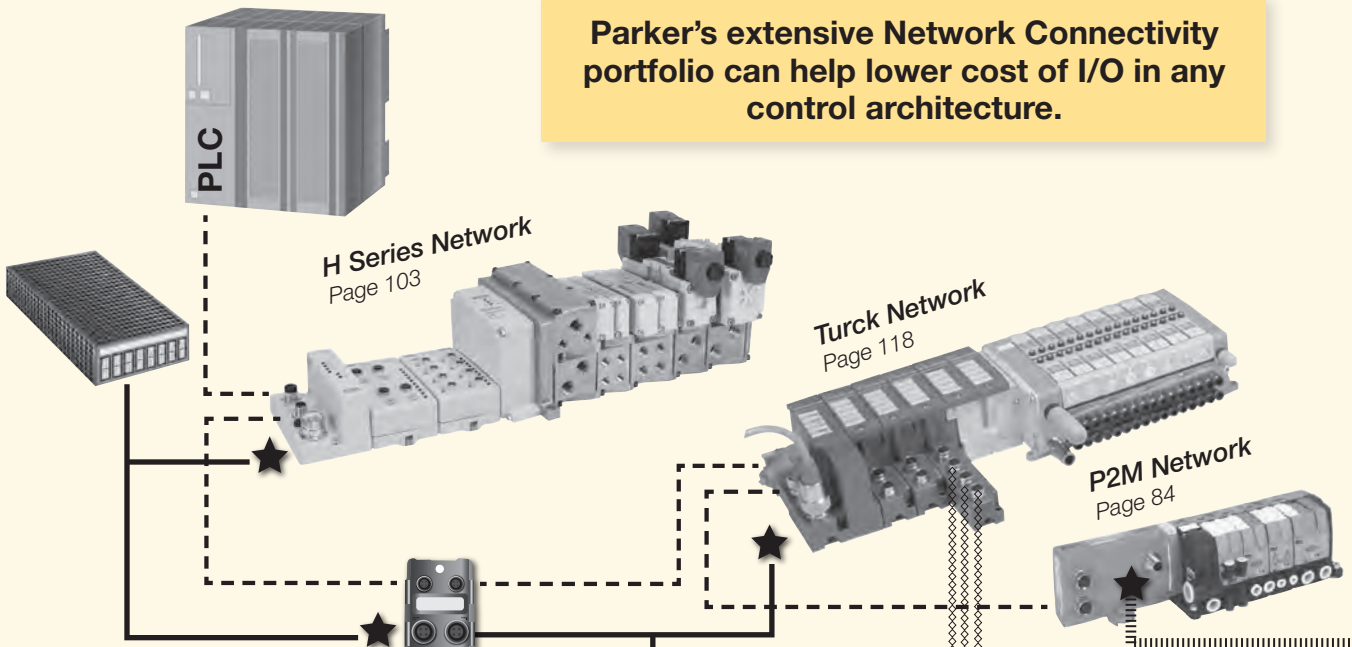 Parker's extensive Network Connectivity
portfolio can help lower cost of I/O in any
control architecture.
PLC
H Series Network
Page 103
Turck Network
Page 118
P2M Network
Page 84